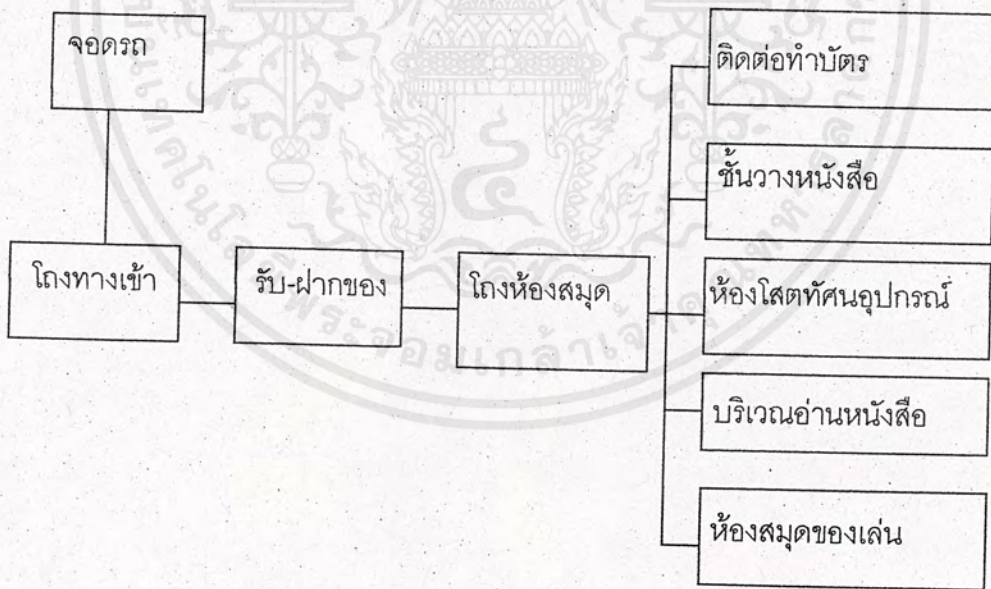 จอดรถ
โถงทางเข้า
รับ-ฝากของ
โถงห้องสมุด
ติดต่อทำบัตร
ชั้นวางหนังสือ
ห้องโสตทัศนอุปกรณ์
บริเวณอ่านหนังสือ
ห้องสมุดของเล่น